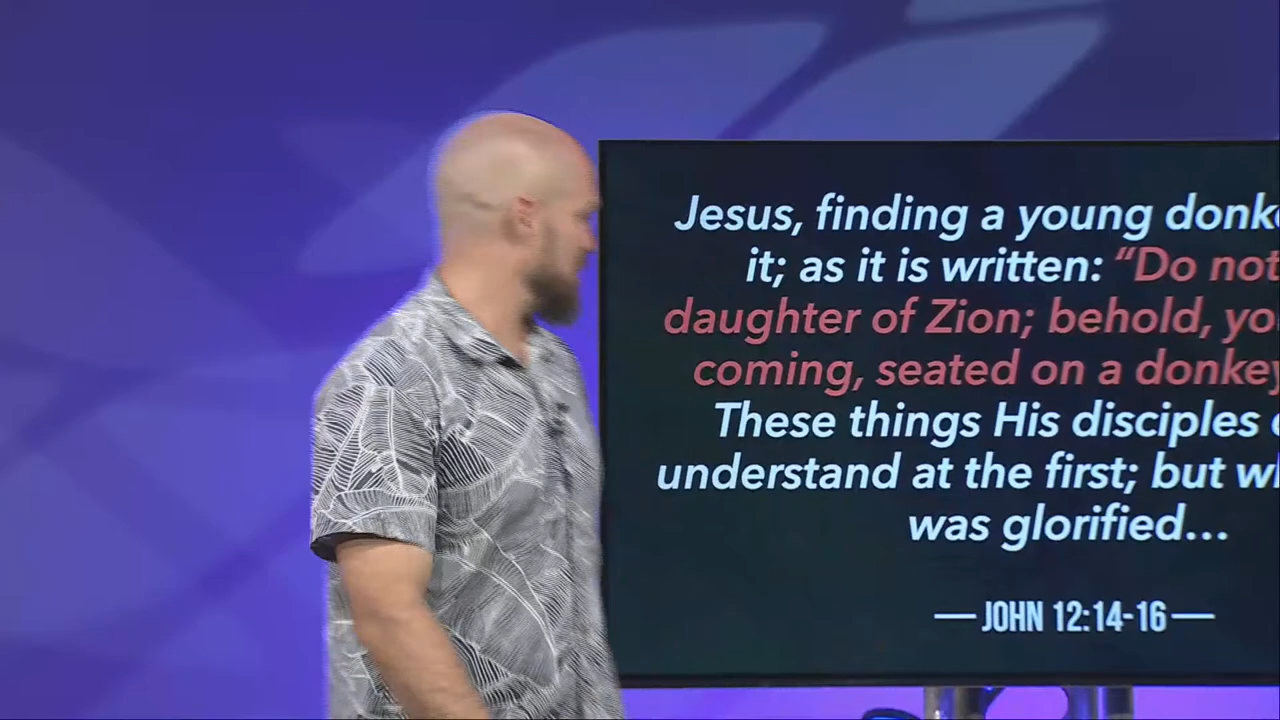 Jesus, finding a young donk
it; as it is written: “Do not
daughter of Zion; behold, yo
coming, seated on a donkey
These things His disciples
understand at the first; but w
was glorified...
— JOHN 12:14-16 —